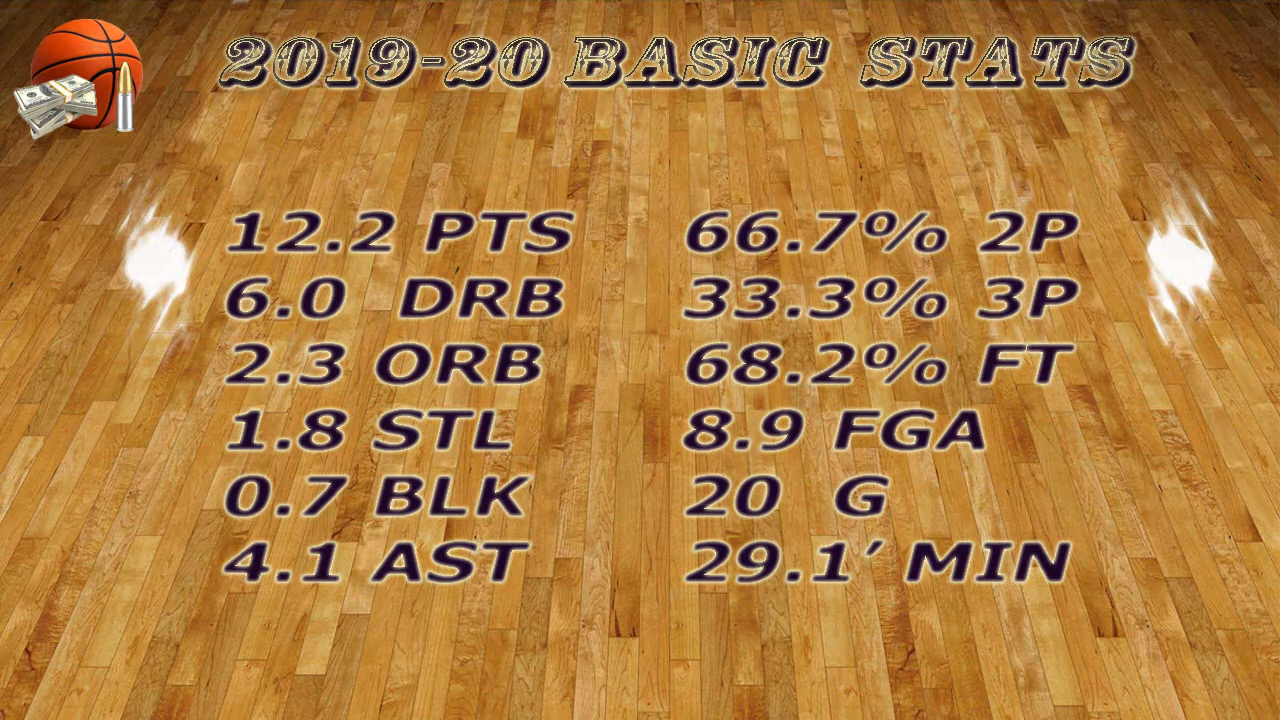 2019-20 BASIC STATS
12.2 PTS
6.0 DRB
2.3 ORB
1.8 STL
0.7 BLK
4.1 AST
66.7% 2P
33.3% 3P
68.2% FT
8.9 FGA
20 G
29.1′ MIN